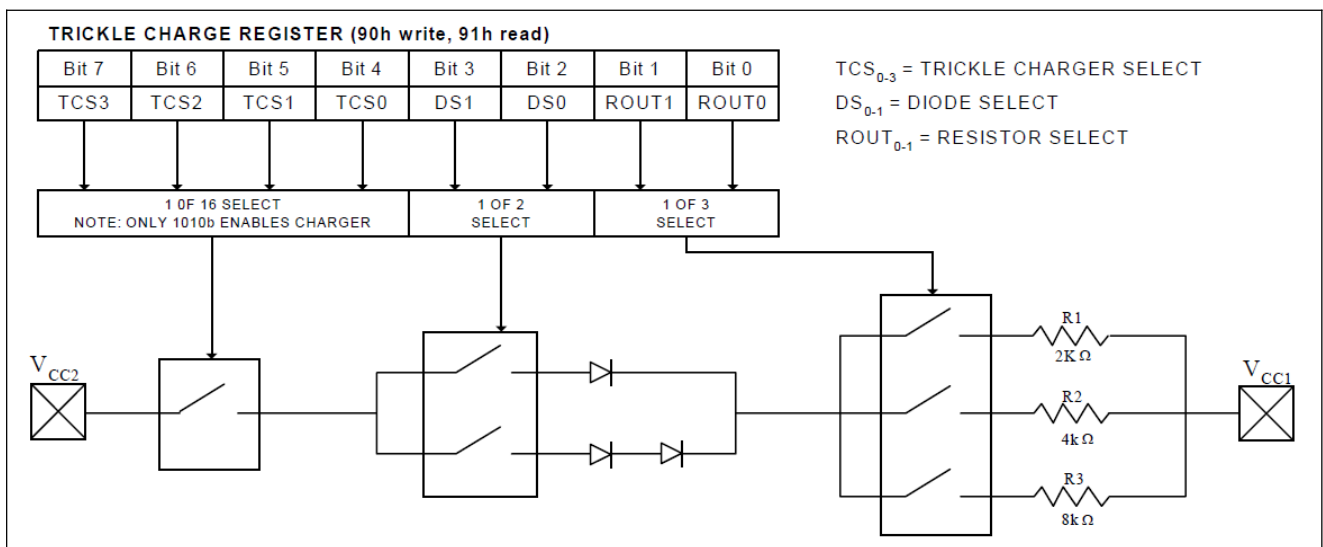 TRICKLE CHARGE REGISTER (90h write, 91h read)
Bit 7 Bit 6 Bit 5 Bit 4 Bit 3 Bit 2 Bit 1 Bit 0
TCS3 TCS2 TCS1 TCS0 DS1 DS0 ROUT1 ROUT0
TCS0-3 = TRICKLE CHARGER SELECT
DS0-1 = DIODE SELECT
ROUT0-1 = RESISTOR SELECT
1 0F 16 SELECT
NOTE: ONLY 1010b ENABLES CHARGER
1 OF 2
SELECT
1 OF 3
SELECT
VCC2
R1
2K Ω
R2
4k Ω
R3
8k Ω
VCC1